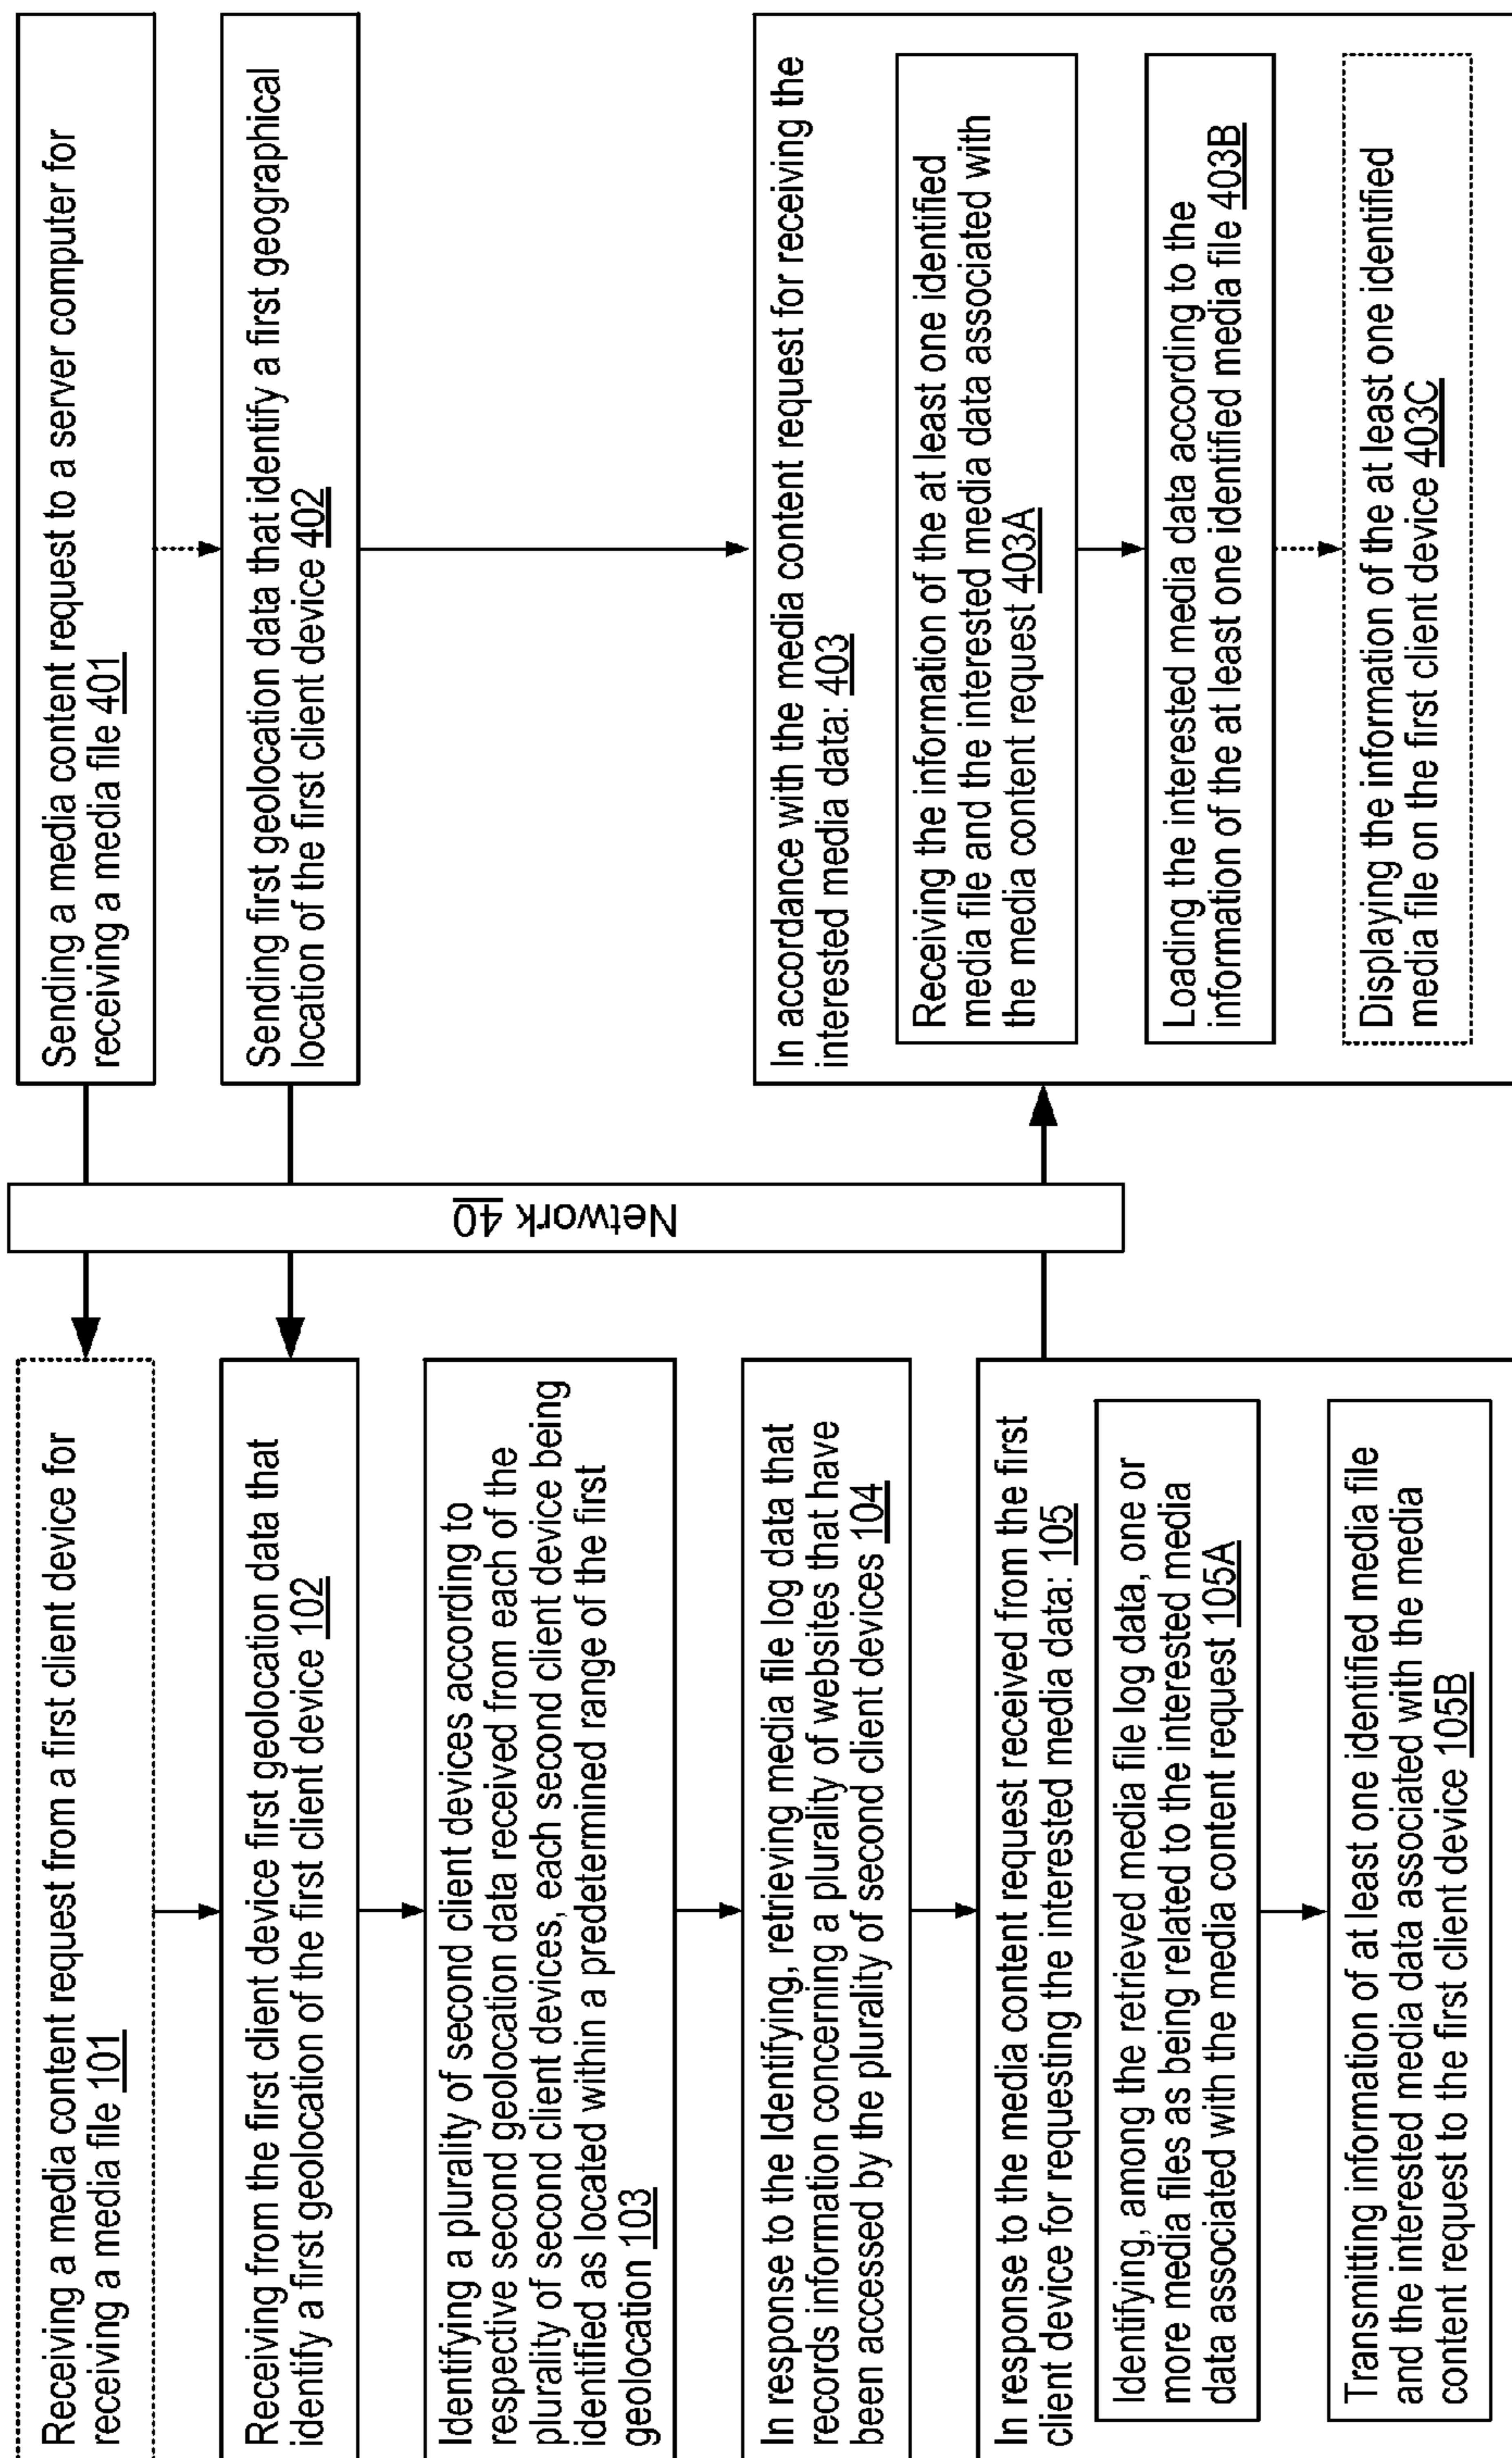 Receiving a media content request from a first client device for
receiving a media file 101
Receiving from the first client device first geolocation data that
identify a first geolocation of the first client device 102
Identifying a plurality of second client devices according to
respective second geolocation data received from each of the
plurality of second client devices, each second client device being
identified as located within a predetermined range of the first
geolocation 103
In response to the Identifying, retrieving media file log data that
records information concerning a plurality of websites that have
been accessed by the plurality of second client devices 104
In response to the media content request received from the first
client device for requesting the interested media data: 105
Identifying, among the retrieved media file log data, one or
more media files as being related to the interested media
data associated with the media content request 105A
Transmitting information of at least one identified media file
and the interested media data associated with the media
content request to the first client device 105B
Network 40
Sending a media content request to a server computer for
receiving a media file 401
Sending first geolocation data that identify a first geographical
location of the first client device 402
In accordance with the media content request for receiving the
interested media data: 403
Receiving the information of the at least one identified
media file and the interested media data associated with
the media content request 403A
Loading the interested media data according to the
information of the at least one identified media file 403B
Displaying the information of the at least one identified
media file on the first client device 403C